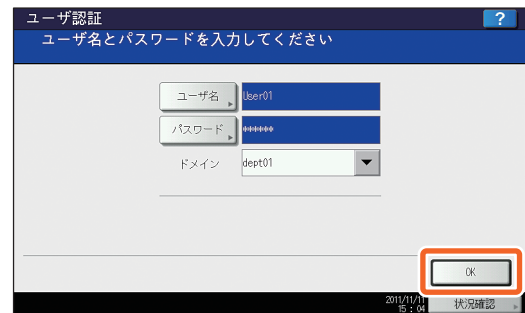 ユーザ認証
?
ユーザ名とパスワードを入力してください
ユーザ名 User01
パスワード ******
ドメイン dept01
OK
2011/11/11
15 : 04
状況確認